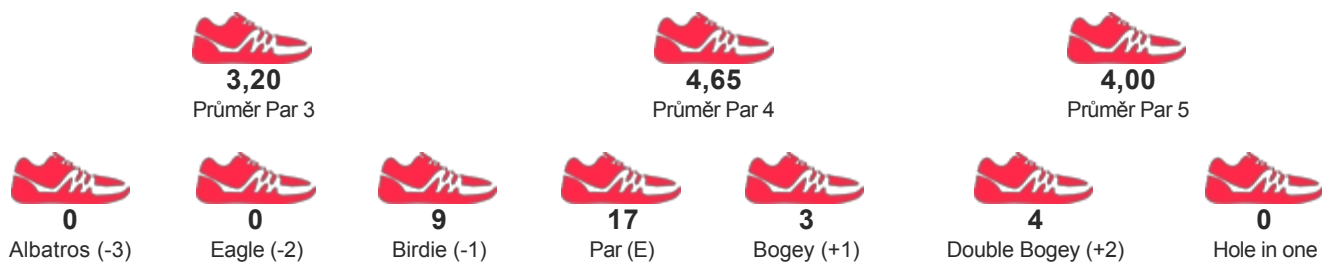 3,20
Průměr Par 3
4,65
Průměr Par 4
4,00
Průměr Par 5
0
Albatros (-3)
0
Eagle (-2)
9
Birdie (-1)
17
Par (E)
3
Bogey (+1)
4
Double Bogey (+2)
0
Hole in one